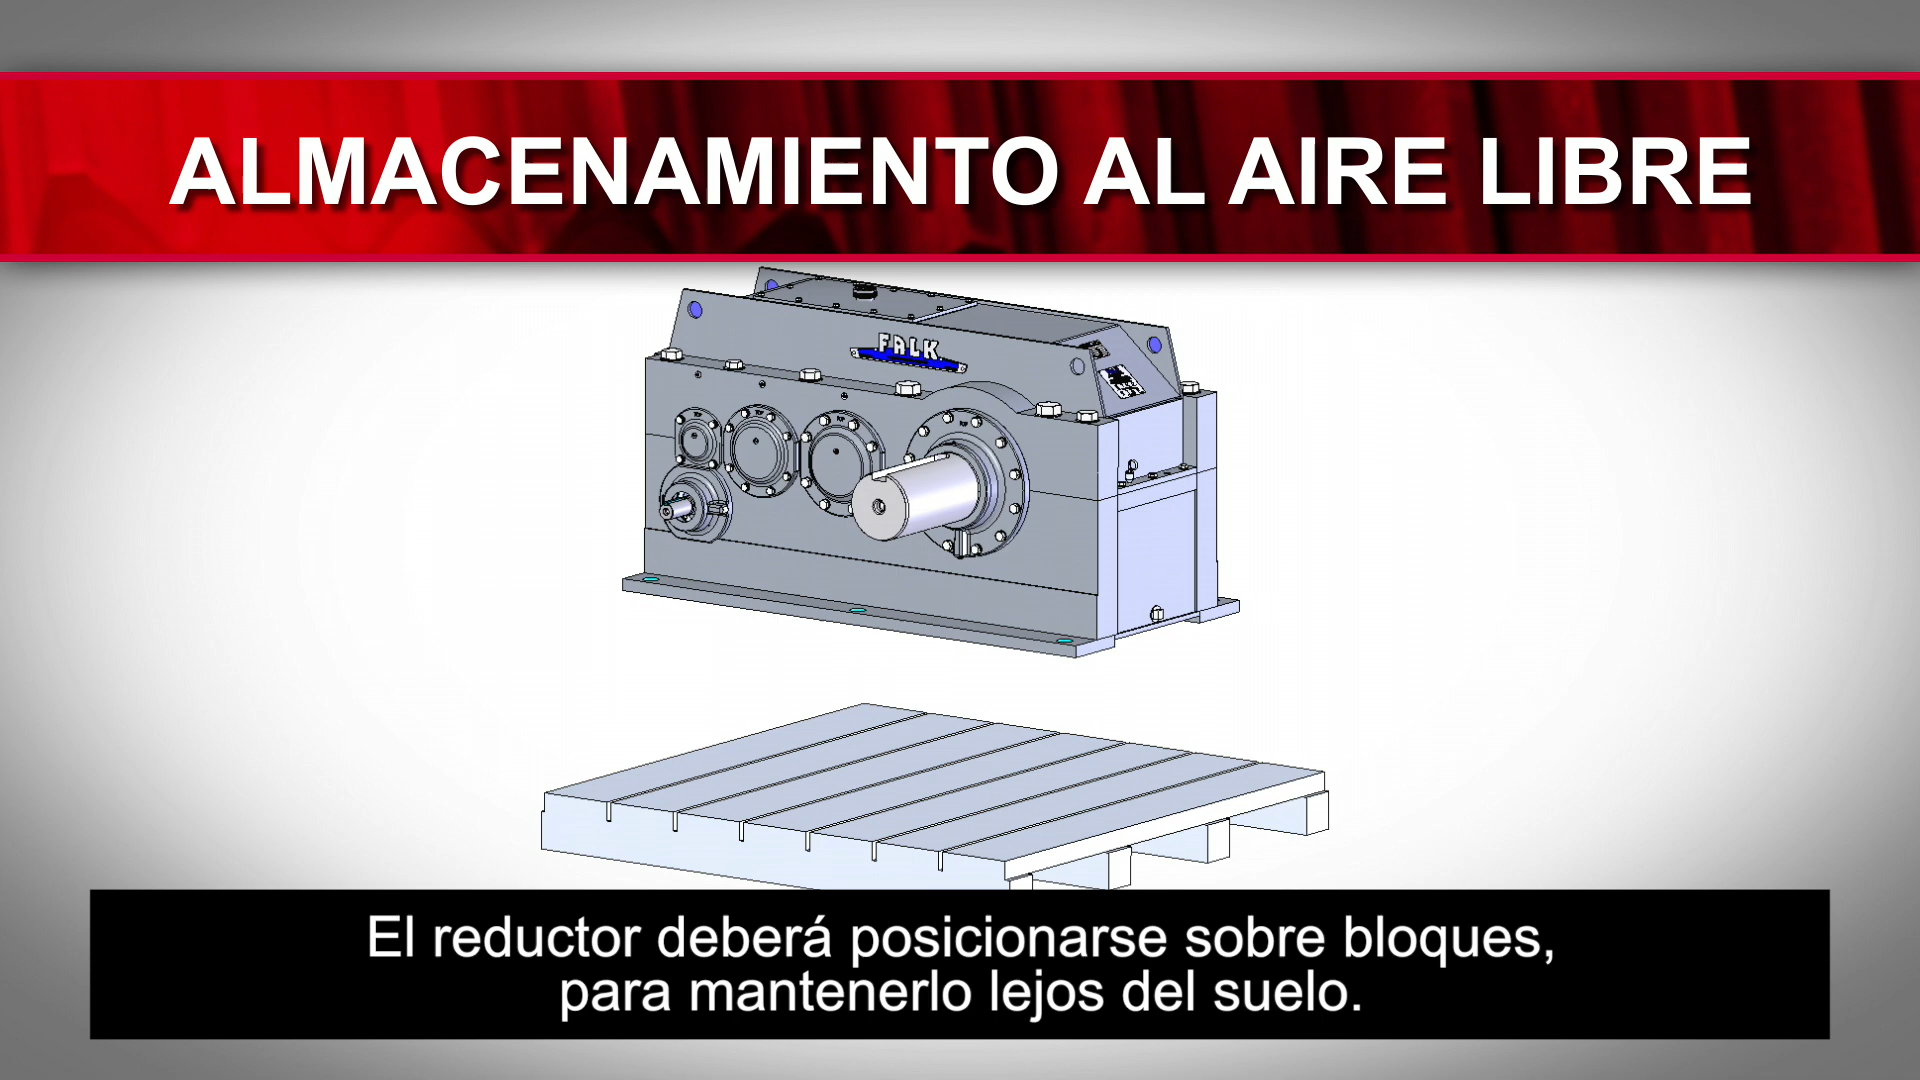 ALMACENAMIENTO AL AIRE LIBRE
FALK
El reductor deberá posicionarse sobre bloques,
para mantenerlo lejos del suelo.